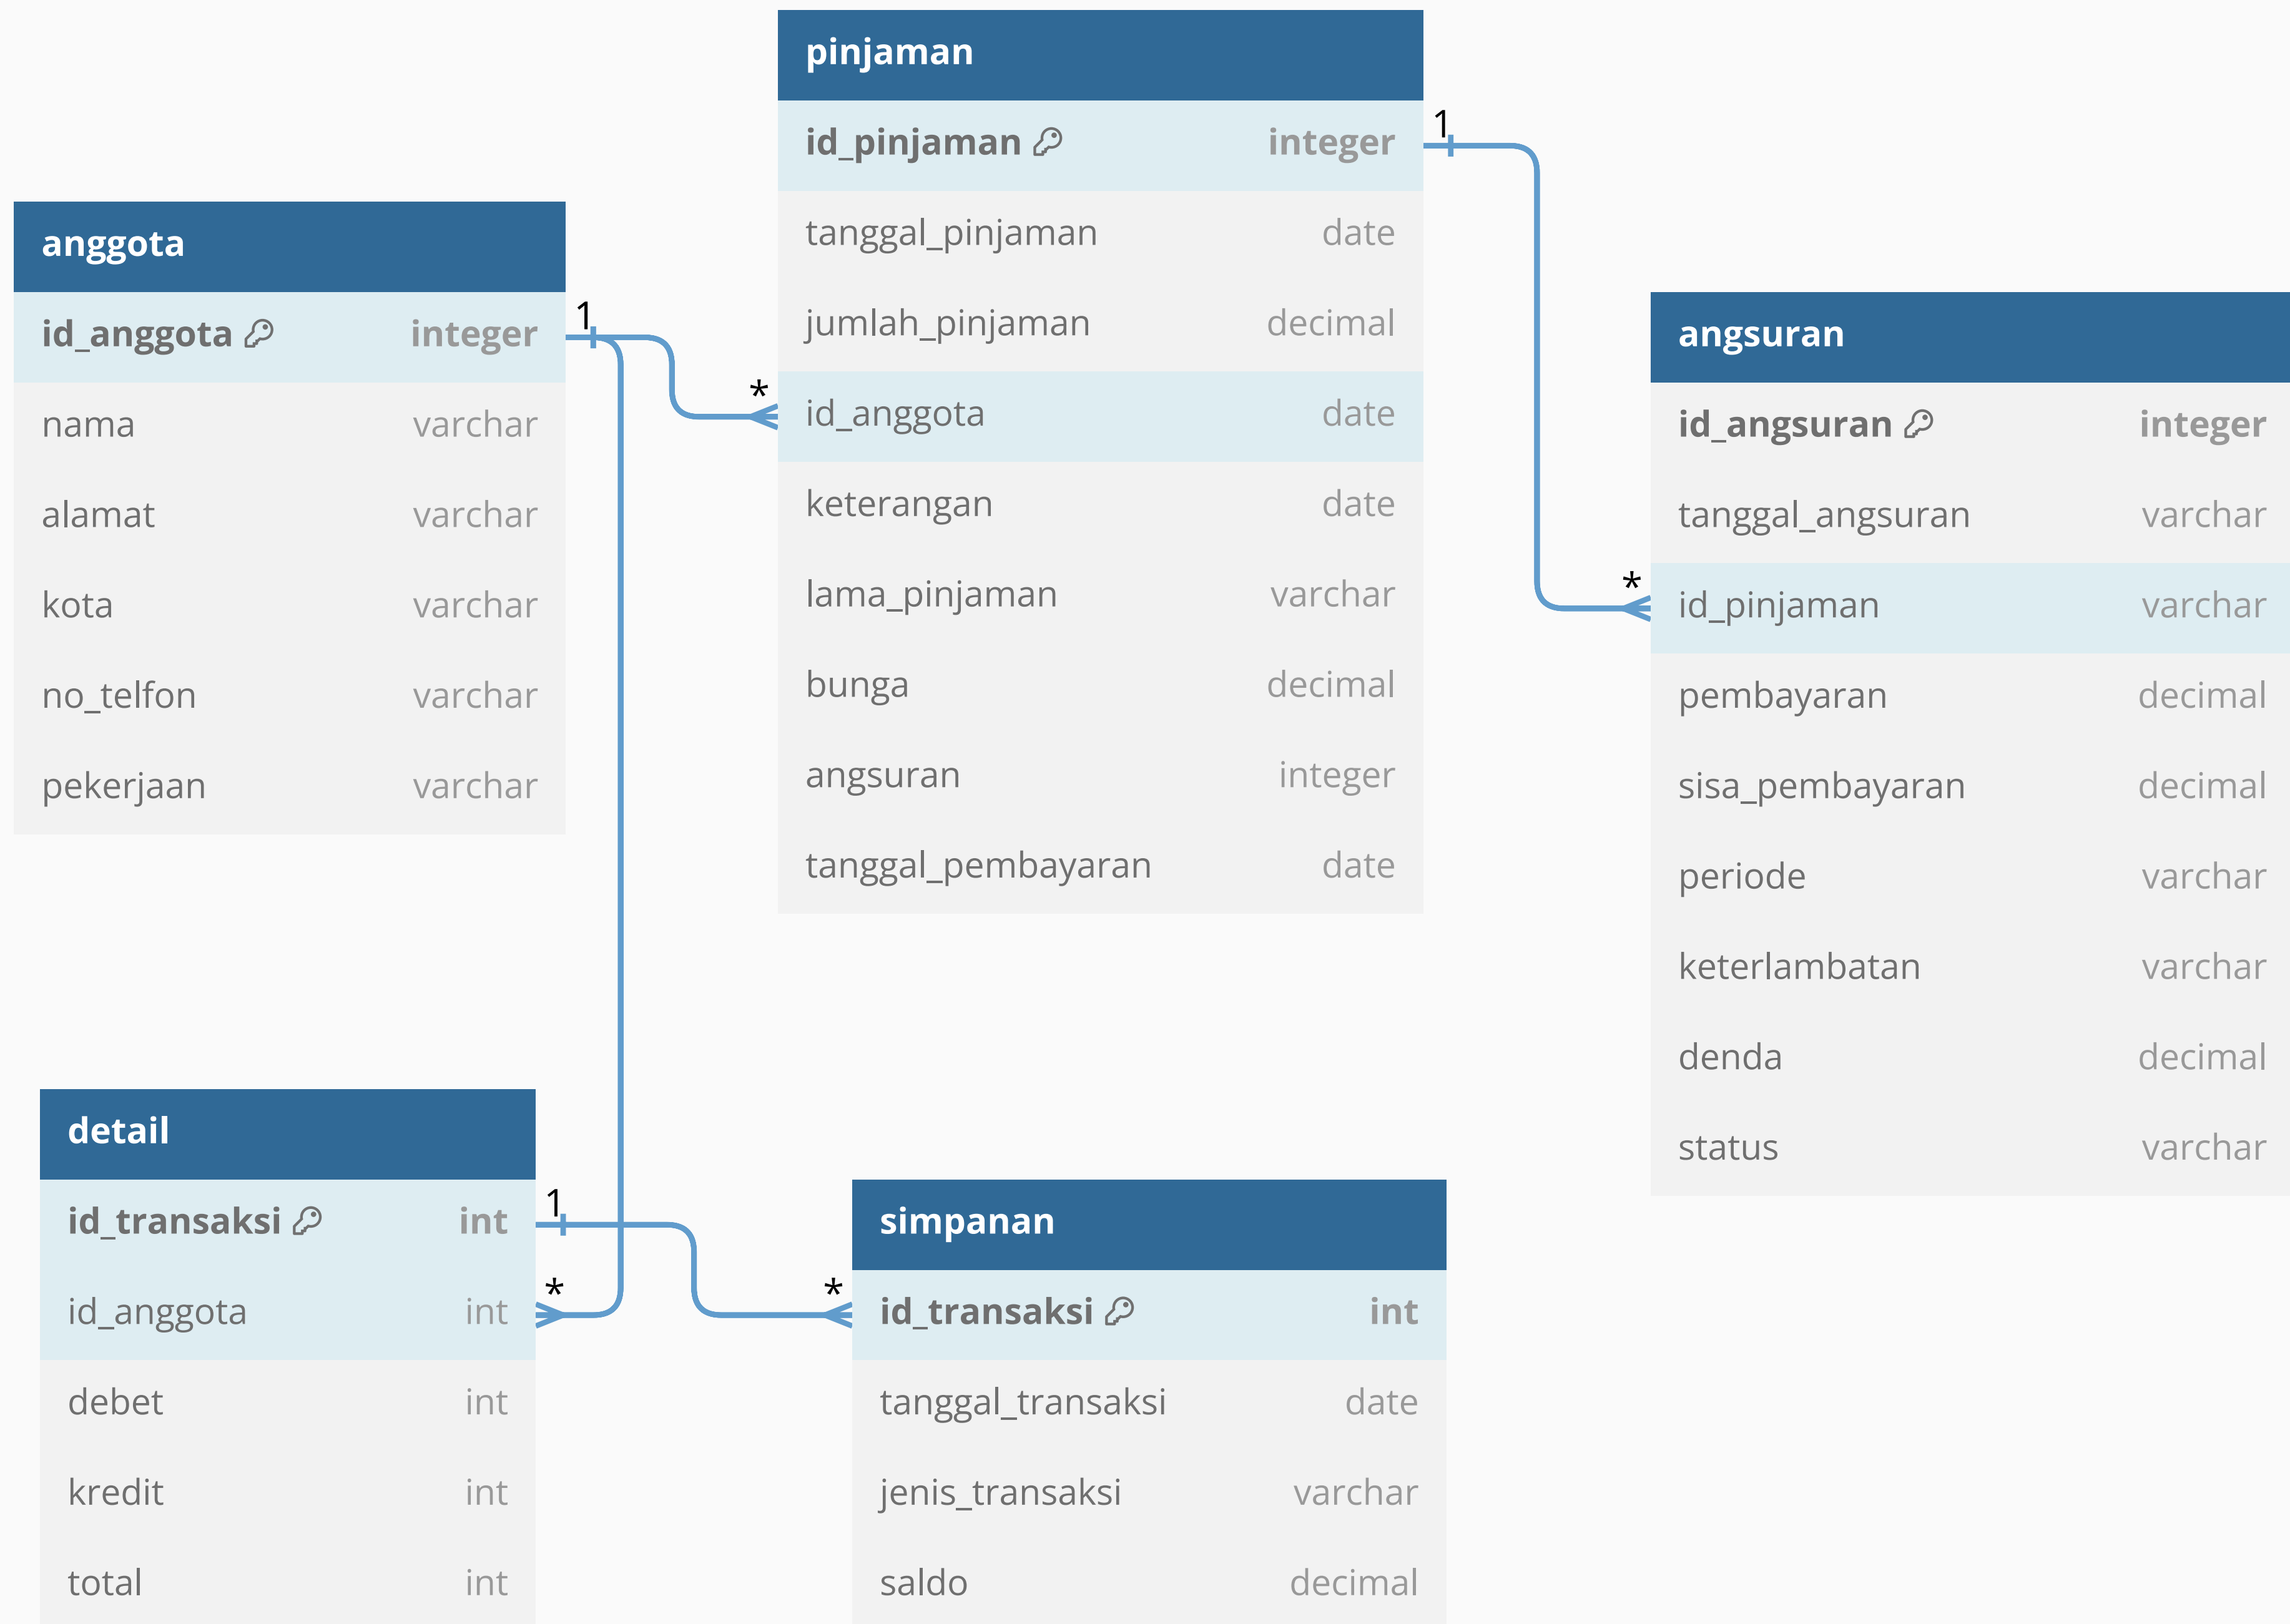 pinjaman
id_pinjaman integer
tanggal_pinjaman date
jumlah_pinjaman decimal
id_anggota date
keterangan date
lama_pinjaman varchar
bunga decimal
angsuran integer
tanggal_pembayaran date
1
*
anggota
id_anggota integer
nama varchar
alamat varchar
kota varchar
no_telfon varchar
pekerjaan varchar
1
*
angsuran
id_angsuran integer
tanggal_angsuran varchar
id_pinjaman varchar
pembayaran decimal
sisa_pembayaran decimal
periode varchar
keterlambatan varchar
denda decimal
status varchar
detail
id_transaksi int
id_anggota int
debet int
kredit int
total int
1
*
*
simpanan
id_transaksi int
tanggal_transaksi date
jenis_transaksi varchar
saldo decimal